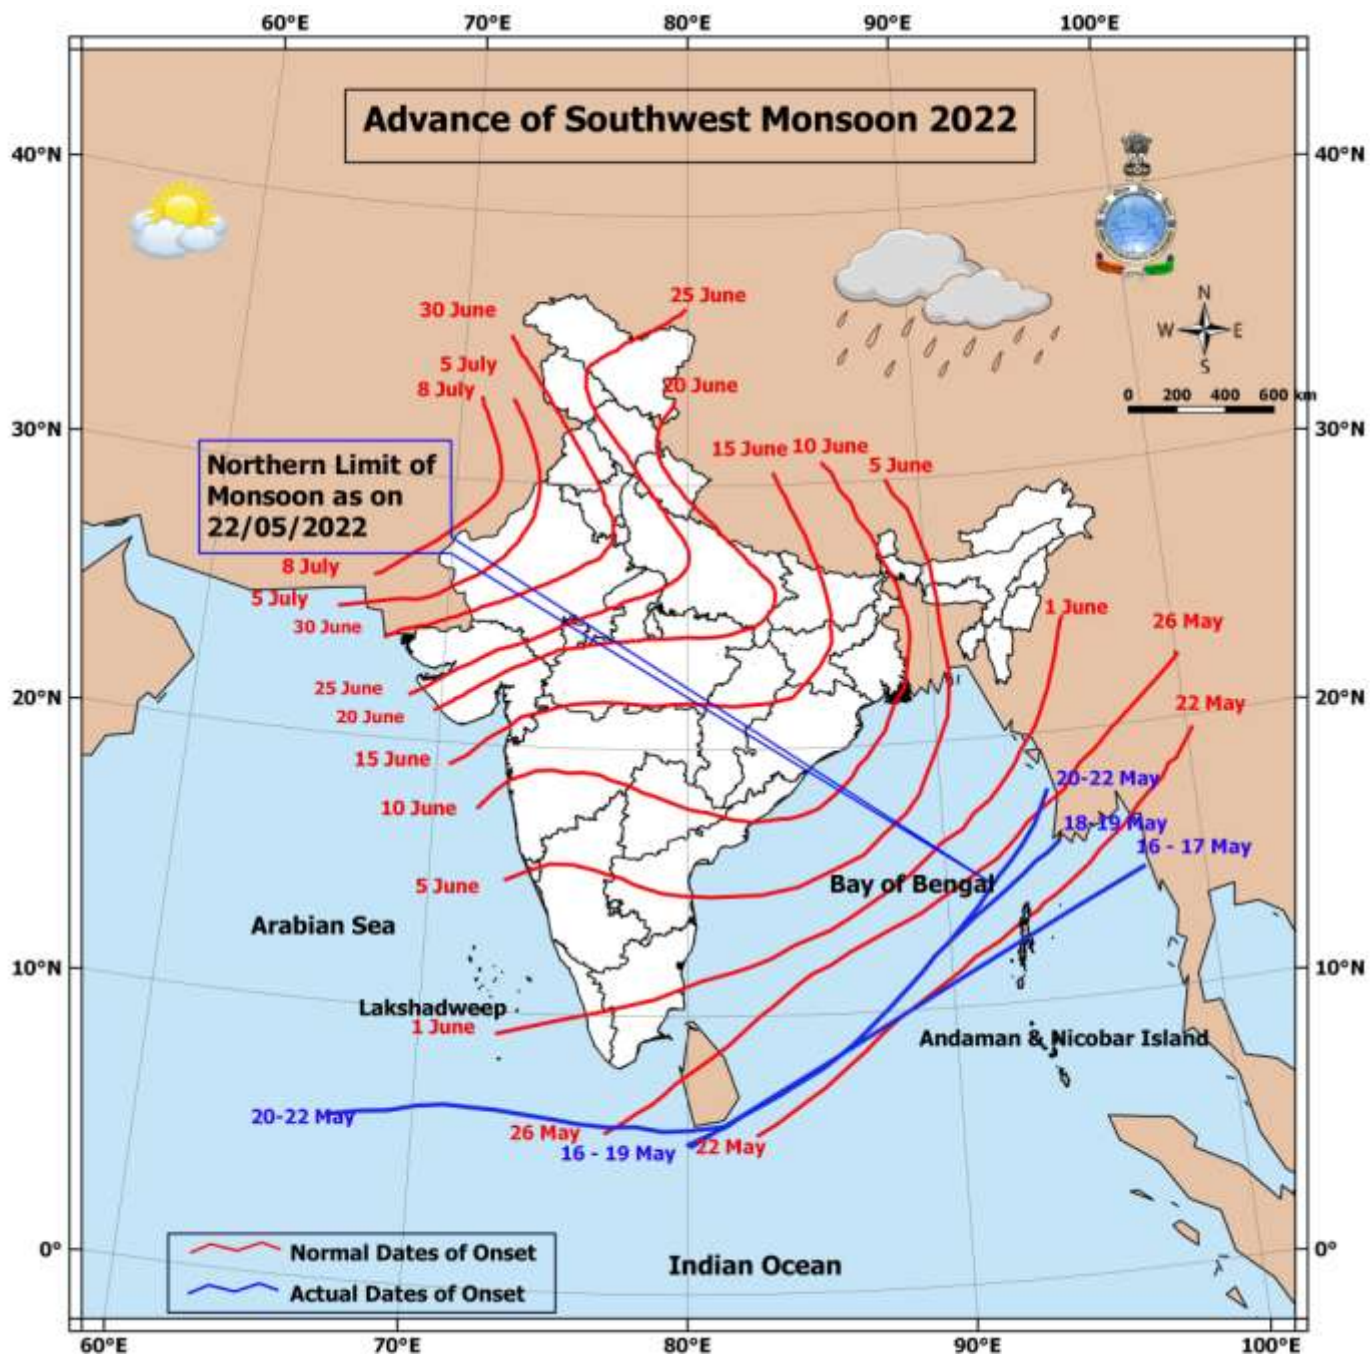 60°E 70°E 80°E 90°E 100°E
Advance of Southwest Monsoon 2022
40°N 40°N
N
W E
S
25 June
30 June
5 July
8 July
20 June
0 200 400 600 km
30°N 30°N
15 June 10 June
5 June
Northern Limit of
Monsoon as on
22/05/2022
8 July
5 July
30 June
1 June
26 May
25 June
20 June
20°N 20°N
22 May
15 June
10 June
20-22 May
18-19 May
16 - 17 May
5 June
Bay of Bengal
Arabian Sea
10°N 10°N
Lakshadweep
1 June
Andaman & Nicobar Island
20-22 May
26 May
16 - 19 May
22 May
0° 0°
Normal Dates of Onset
Actual Dates of Onset
Indian Ocean
60°E 70°E 80°E 90°E 100°E